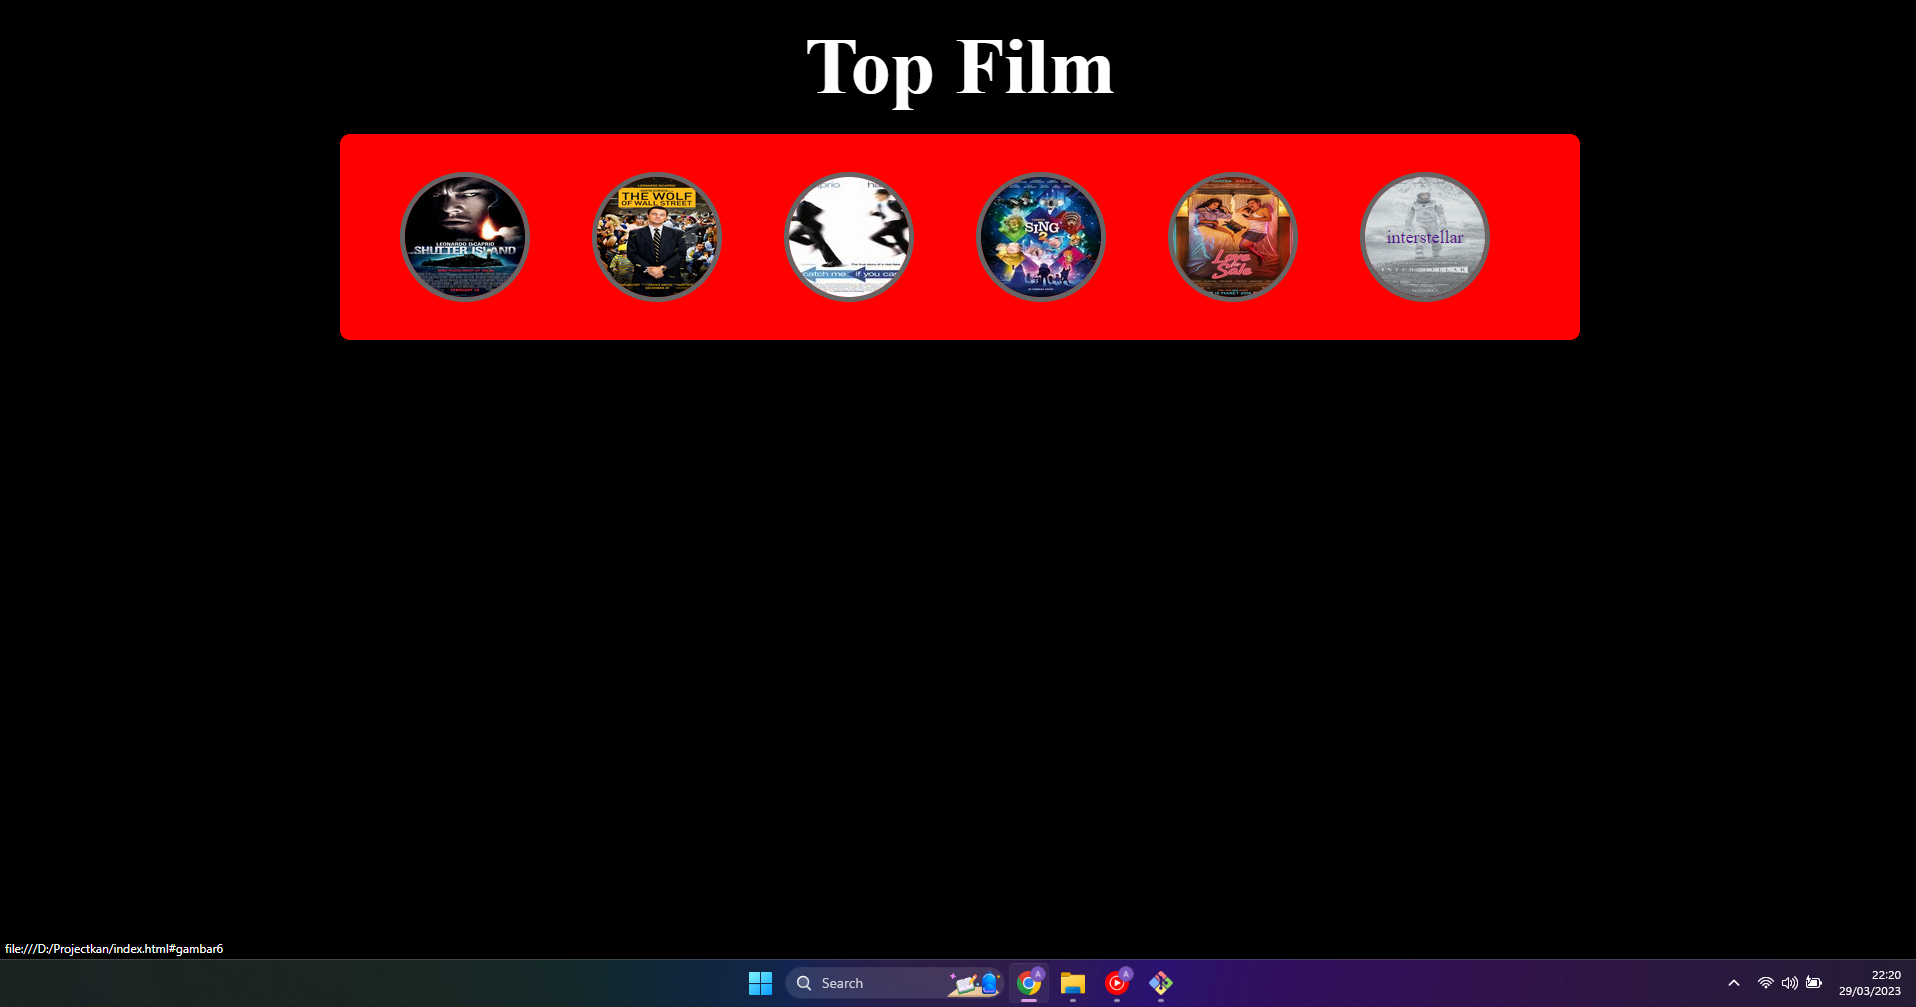 Top Film
LEONARDO DiCAPRIO
SHUTTER ISLAND
THE WOLF
OF WALL STREET
catch me if you can
SING
2
Love
for
Sale
interstellar
INTERSTELLAR
file:///D:/Projectkan/index.html#gambar6
Search
A
A
22:20
29/03/2023